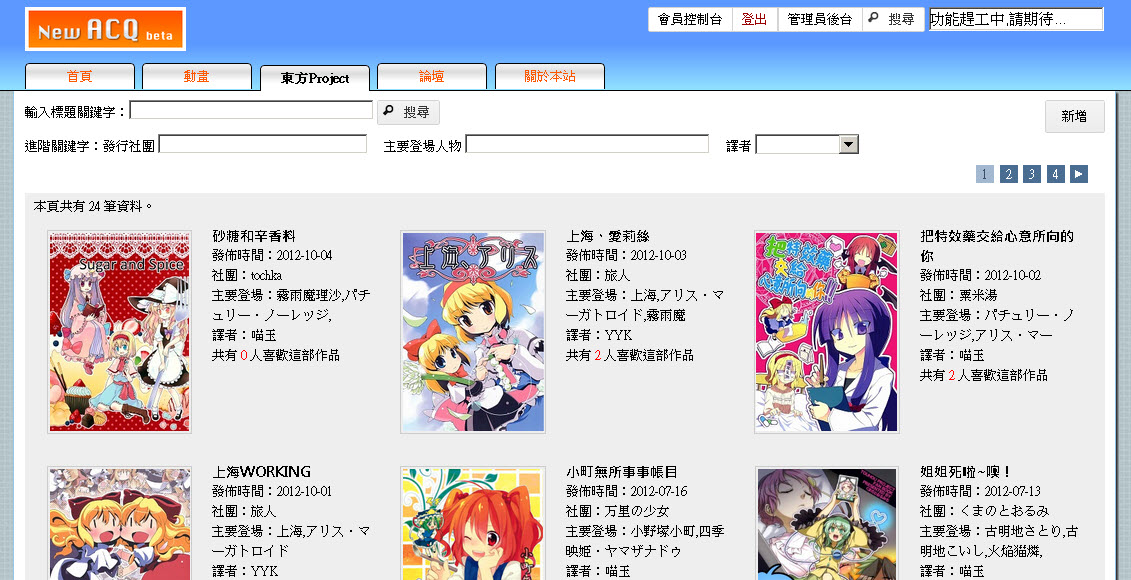 New ACQ beta
會員控制台 登出 管理員後台 搜尋 功能趕工中,請期待...
首頁 動畫 東方Project 論壇 關於本站
輸入標題關鍵字： 搜尋 新增
進階關鍵字：發行社團 主要登場人物 譯者
1 2 3 4
本頁共有 24 筆資料。
Sugar and Spice
砂糖和辛香料
發佈時間：2012-10-04
社團：tochka
主要登場：霧雨魔理沙,パチ
ュリー・ノーレッジ,
譯者：喵玉
共有 0 人喜歡這部作品
上海、アリス
上海、愛莉絲
發佈時間：2012-10-03
社團：旅人
主要登場：上海,アリス・マ
ーガトロイド,霧雨魔
譯者：YYK
共有 2 人喜歡這部作品
把特效藥
交給
心意所向的你!!
把特效藥交給心意所向的
你
發佈時間：2012-10-02
社團：粟米湯
主要登場：パチュリー・ノ
ーレッジ,アリス・マー
譯者：喵玉
共有 2 人喜歡這部作品
上海WORKING
發佈時間：2012-10-01
社團：旅人
主要登場：上海,アリス・マ
ーガトロイド
譯者：YYK
小町無所事事帳目
發佈時間：2012-07-16
社團：万里の少女
主要登場：小野塚小町,四季
映姫・ヤマザナドゥ
譯者：喵玉
姐姐死啦~噢！
發佈時間：2012-07-13
社團：くまのとおるみ
主要登場：古明地さとり,古
明地こいし,火焔猫燐,
譯者：喵玉